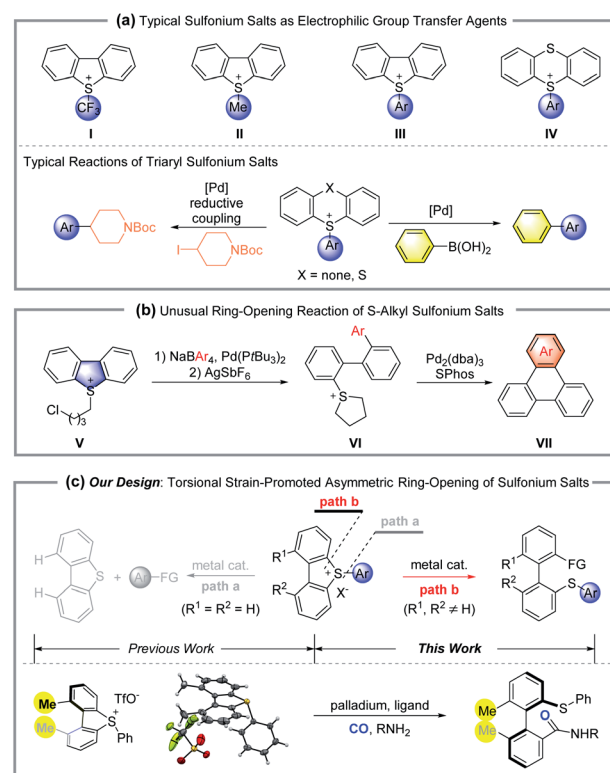 (a) Typical Sulfonium Salts as Electrophilic Group Transfer Agents
S + CF3 S + Me S + Ar S S + Ar
I II III IV
Typical Reactions of Triaryl Sulfonium Salts
Ar NBoc
[Pd]
reductive
coupling
I NBoc
X S + Ar
X = none, S
[Pd]
B(OH)2
Ar
(b) Unusual Ring-Opening Reaction of S-Alkyl Sulfonium Salts
S + Cl ( )3
V
1) NaBAr4, Pd(PtBu3)2
2) AgSbF6
Ar
S +
VI
Pd2(dba)3
SPhos
Ar
VII
(c) Our Design: Torsional Strain-Promoted Asymmetric Ring-Opening of Sulfonium Salts
path b
path a
H S H + Ar FG
metal cat.
path a
(R1 = R2 = H)
R1 R2 + S Ar X-
metal cat.
path b
(R1, R2 ≠ H)
R1 FG R2 S Ar
Previous Work This Work
Me Me S + Ph TfO-
palladium, ligand
CO, RNH2
Me Me S Ph O NHR